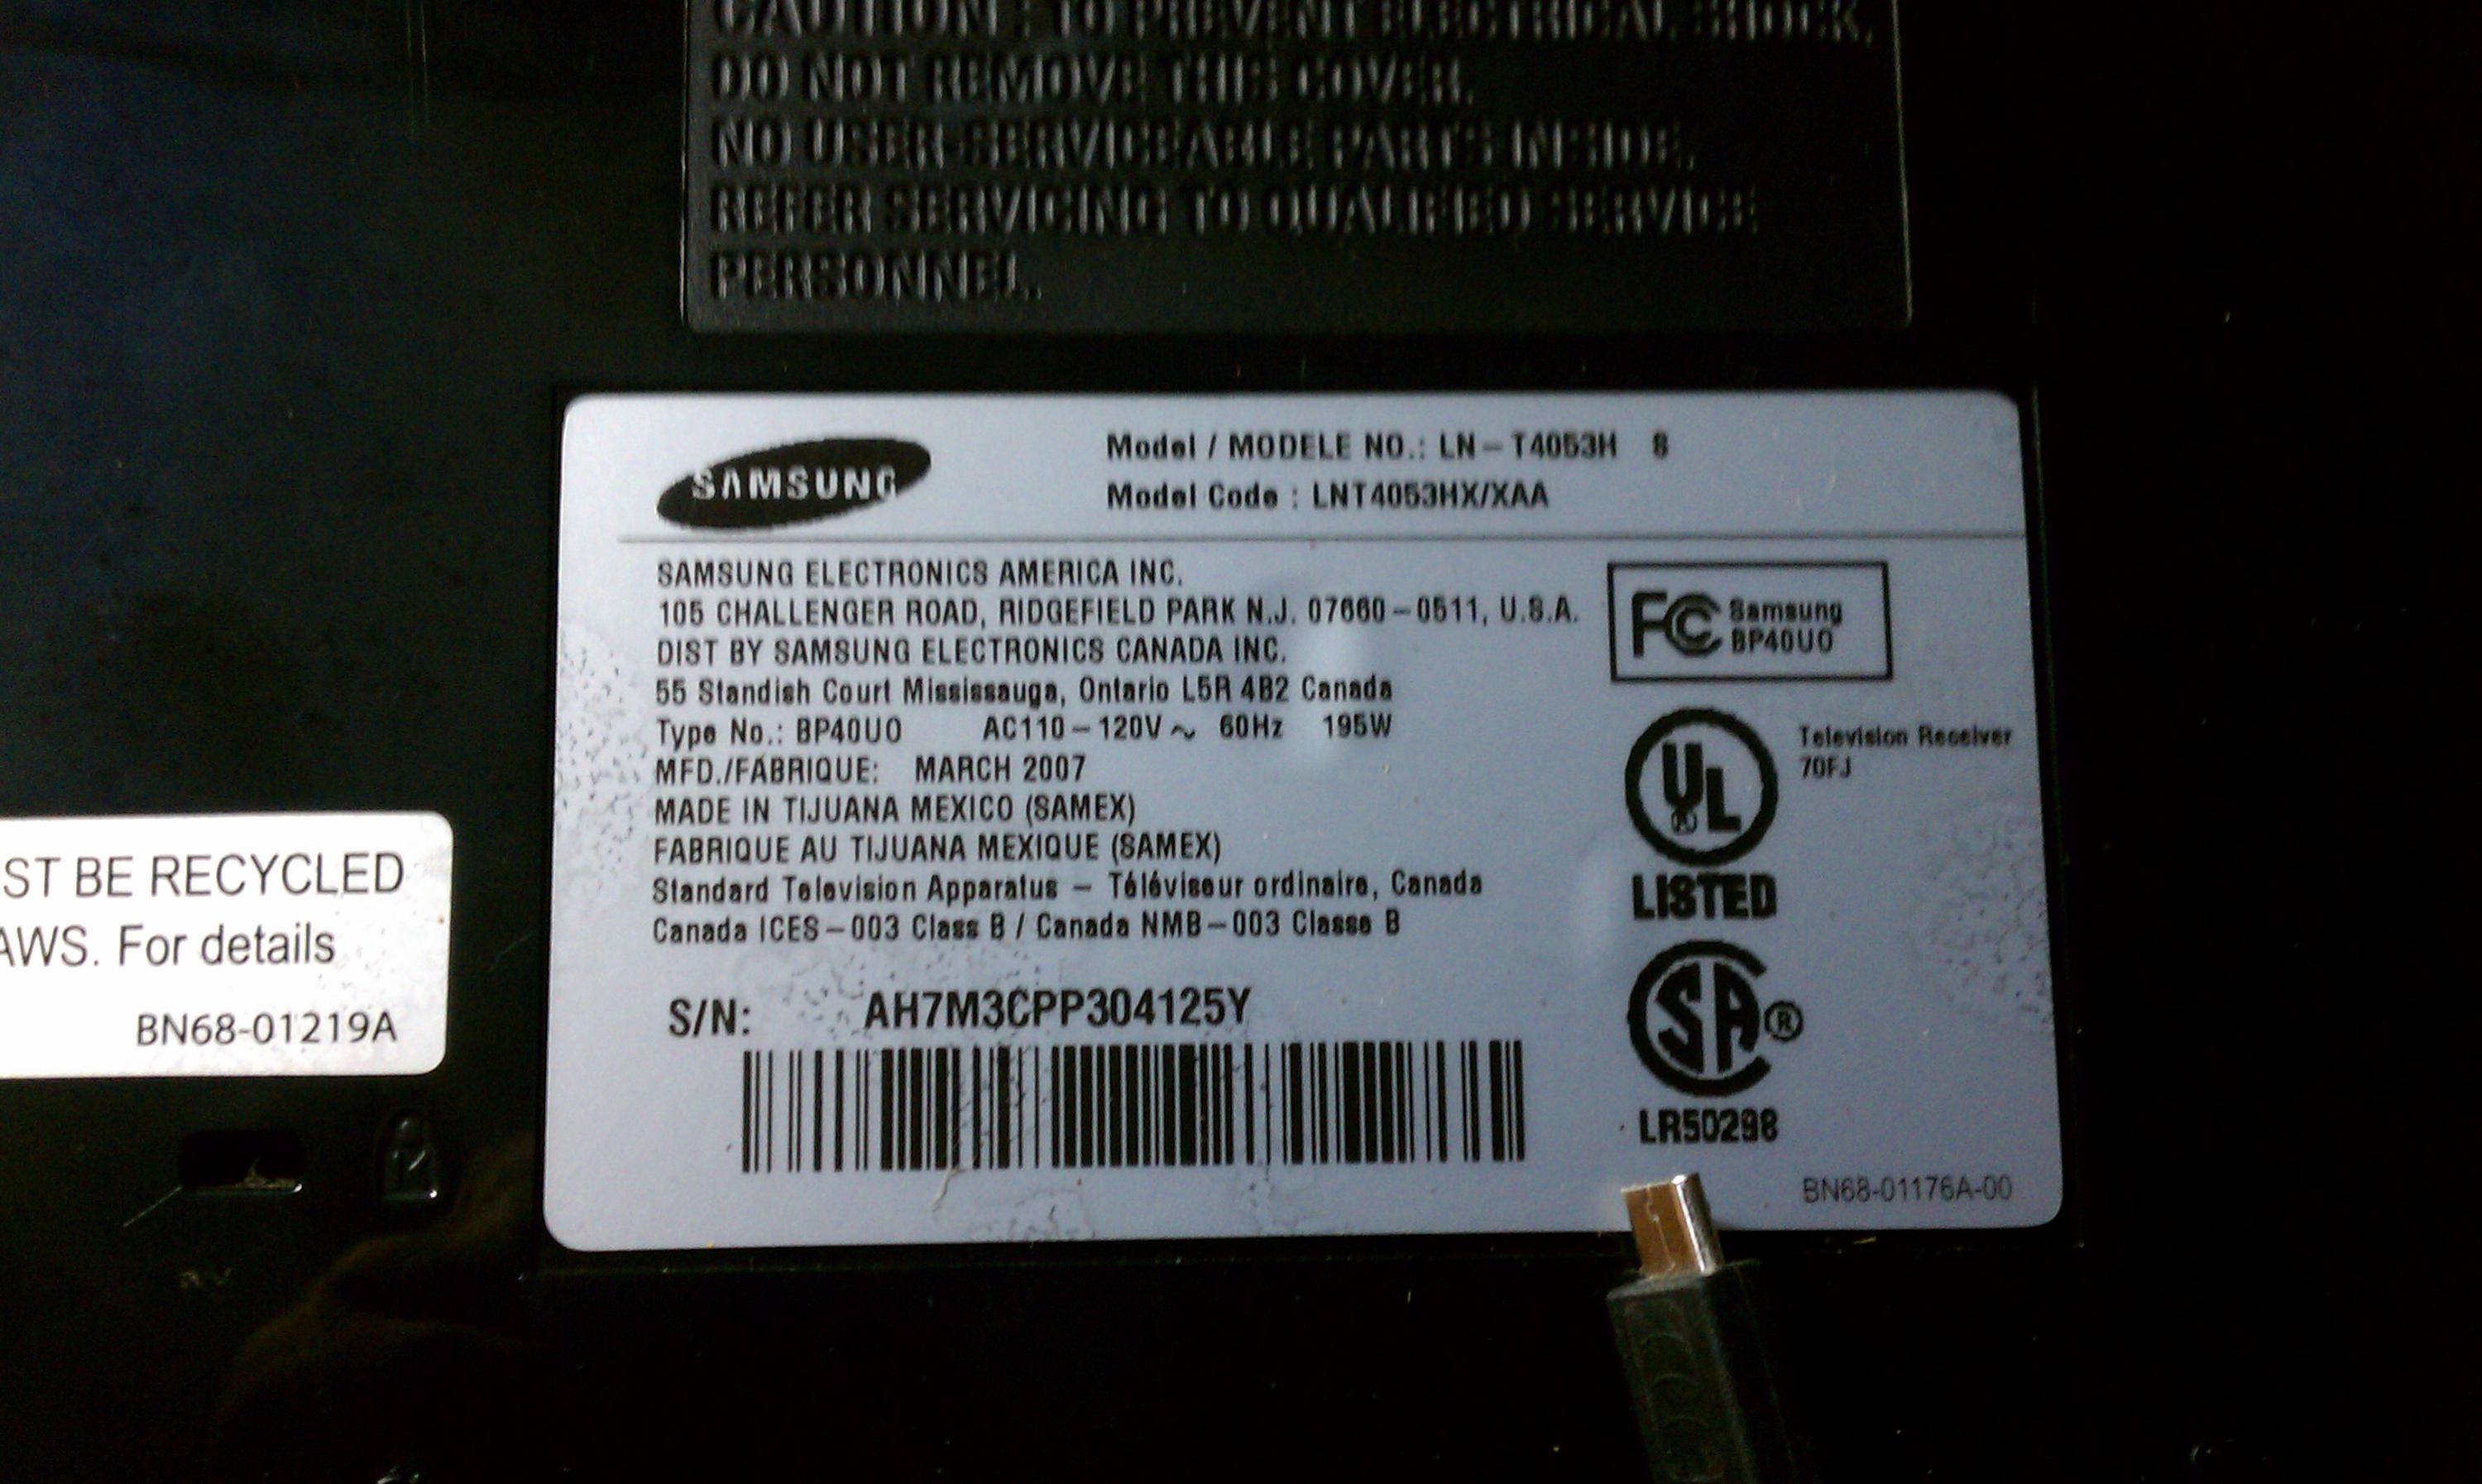 CAUTION : TO PREVENT ELECTRICAL SHOCK,
DO NOT REMOVE THIS COVER.
NO USER-SERVICEABLE PARTS INSIDE.
REFER SERVICING TO QUALIFIED SERVICE
PERSONNEL.
SAMSUNG
Model / MODELE NO.: LN-T4053H S
Model Code : LNT4053HX/XAA
SAMSUNG ELECTRONICS AMERICA INC.
105 CHALLENGER ROAD, RIDGEFIELD PARK N.J. 07660-0511, U.S.A.
DIST BY SAMSUNG ELECTRONICS CANADA INC.
55 Standish Court Mississauga, Ontario L5R 4B2 Canada
Type No.: BP40UO AC110-120V ~ 60Hz 195W
MFD./FABRIQUE: MARCH 2007
MADE IN TIJUANA MEXICO (SAMEX)
FABRIQUE AU TIJUANA MEXIQUE (SAMEX)
Standard Television Apparatus - Téléviseur ordinaire, Canada
Canada ICES-003 Class B / Canada NMB-003 Classe B
S/N: AH7M3CPP304125Y
FC Samsung
BP40UO
UL
®
Television Receiver
70FJ
LISTED
SA ®
LR50298
BN68-01176A-00
ST BE RECYCLED
AWS. For details
BN68-01219A